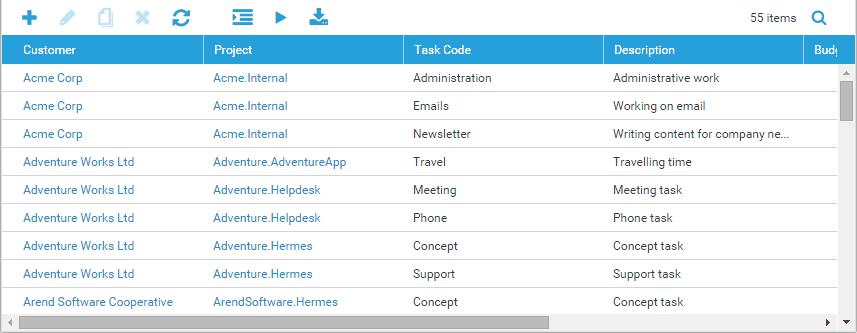 55 items
Customer Project Task Code Description Budg
Acme Corp Acme.Internal Administration Administrative work
Acme Corp Acme.Internal Emails Working on email
Acme Corp Acme.Internal Newsletter Writing content for company ne...
Adventure Works Ltd Adventure.AdventureApp Travel Travelling time
Adventure Works Ltd Adventure.Helpdesk Meeting Meeting task
Adventure Works Ltd Adventure.Helpdesk Phone Phone task
Adventure Works Ltd Adventure.Hermes Concept Concept task
Adventure Works Ltd Adventure.Hermes Support Support task
Arend Software Cooperative ArendSoftware.Hermes Concept Concept task